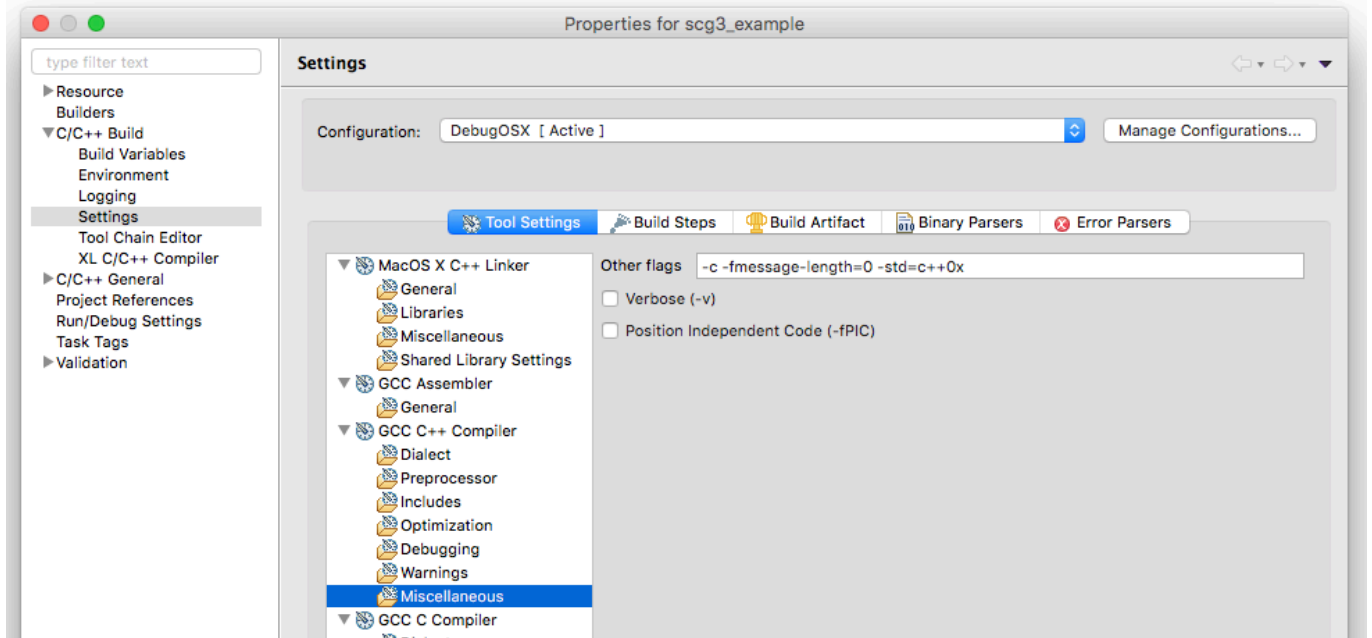 Properties for scg3_example
type filter text
Resource
Builders
C/C++ Build
Build Variables
Environment
Logging
Settings
Tool Chain Editor
XL C/C++ Compiler
C/C++ General
Project References
Run/Debug Settings
Task Tags
Validation
Settings
Configuration:
DebugOSX [ Active ]
Manage Configurations...
Tool Settings
Build Steps
Build Artifact
Binary Parsers
Error Parsers
MacOS X C++ Linker
General
Libraries
Miscellaneous
Shared Library Settings
GCC Assembler
General
GCC C++ Compiler
Dialect
Preprocessor
Includes
Optimization
Debugging
Warnings
Miscellaneous
GCC C Compiler
Other flags
-c -fmessage-length=0 -std=c++0x
Verbose (-v)
Position Independent Code (-fPIC)